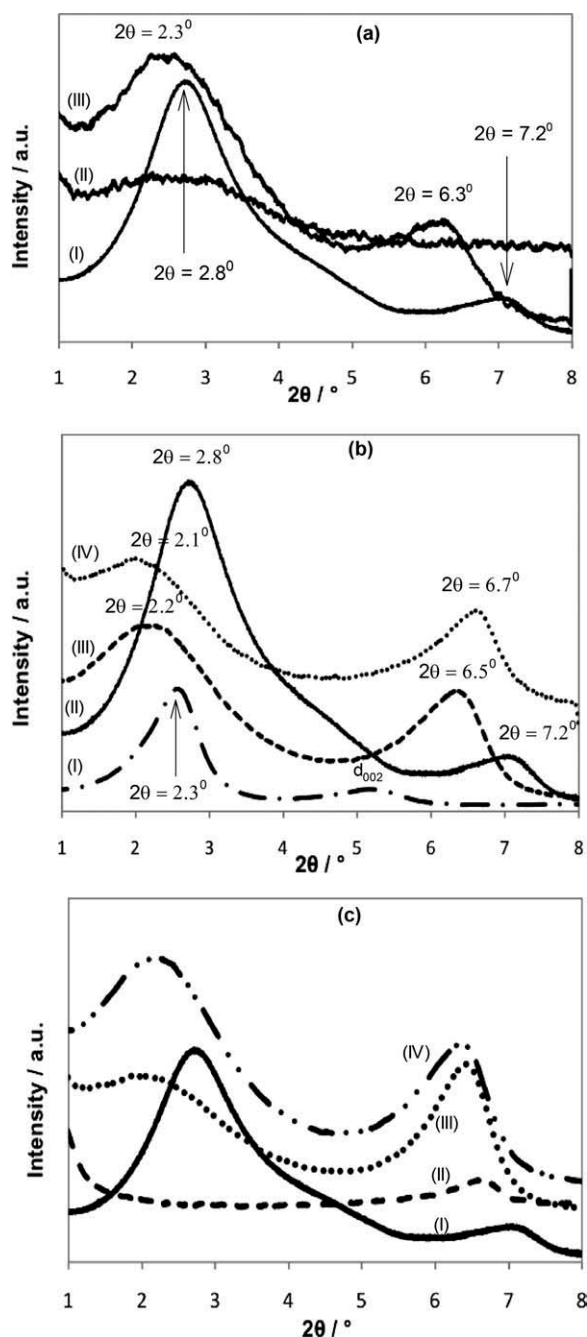 (a)
2θ = 2.3⁰
(III)
2θ = 7.2⁰
(II)
2θ = 6.3⁰
(I)
2θ = 2.8⁰
Intensity / a.u.
1 2 3 4 5 6 7 8
2θ / °
(b)
2θ = 2.8⁰
2θ = 2.1⁰
(IV)
2θ = 6.7⁰
2θ = 2.2⁰
(III)
2θ = 6.5⁰
(II)
2θ = 7.2⁰
(I)
d₀₀₂
2θ = 2.3⁰
Intensity / a.u.
1 2 3 4 5 6 7 8
2θ / °
(c)
(IV)
(III)
(II)
(I)
Intensity / a.u.
1 2 3 4 5 6 7 8
2θ / °